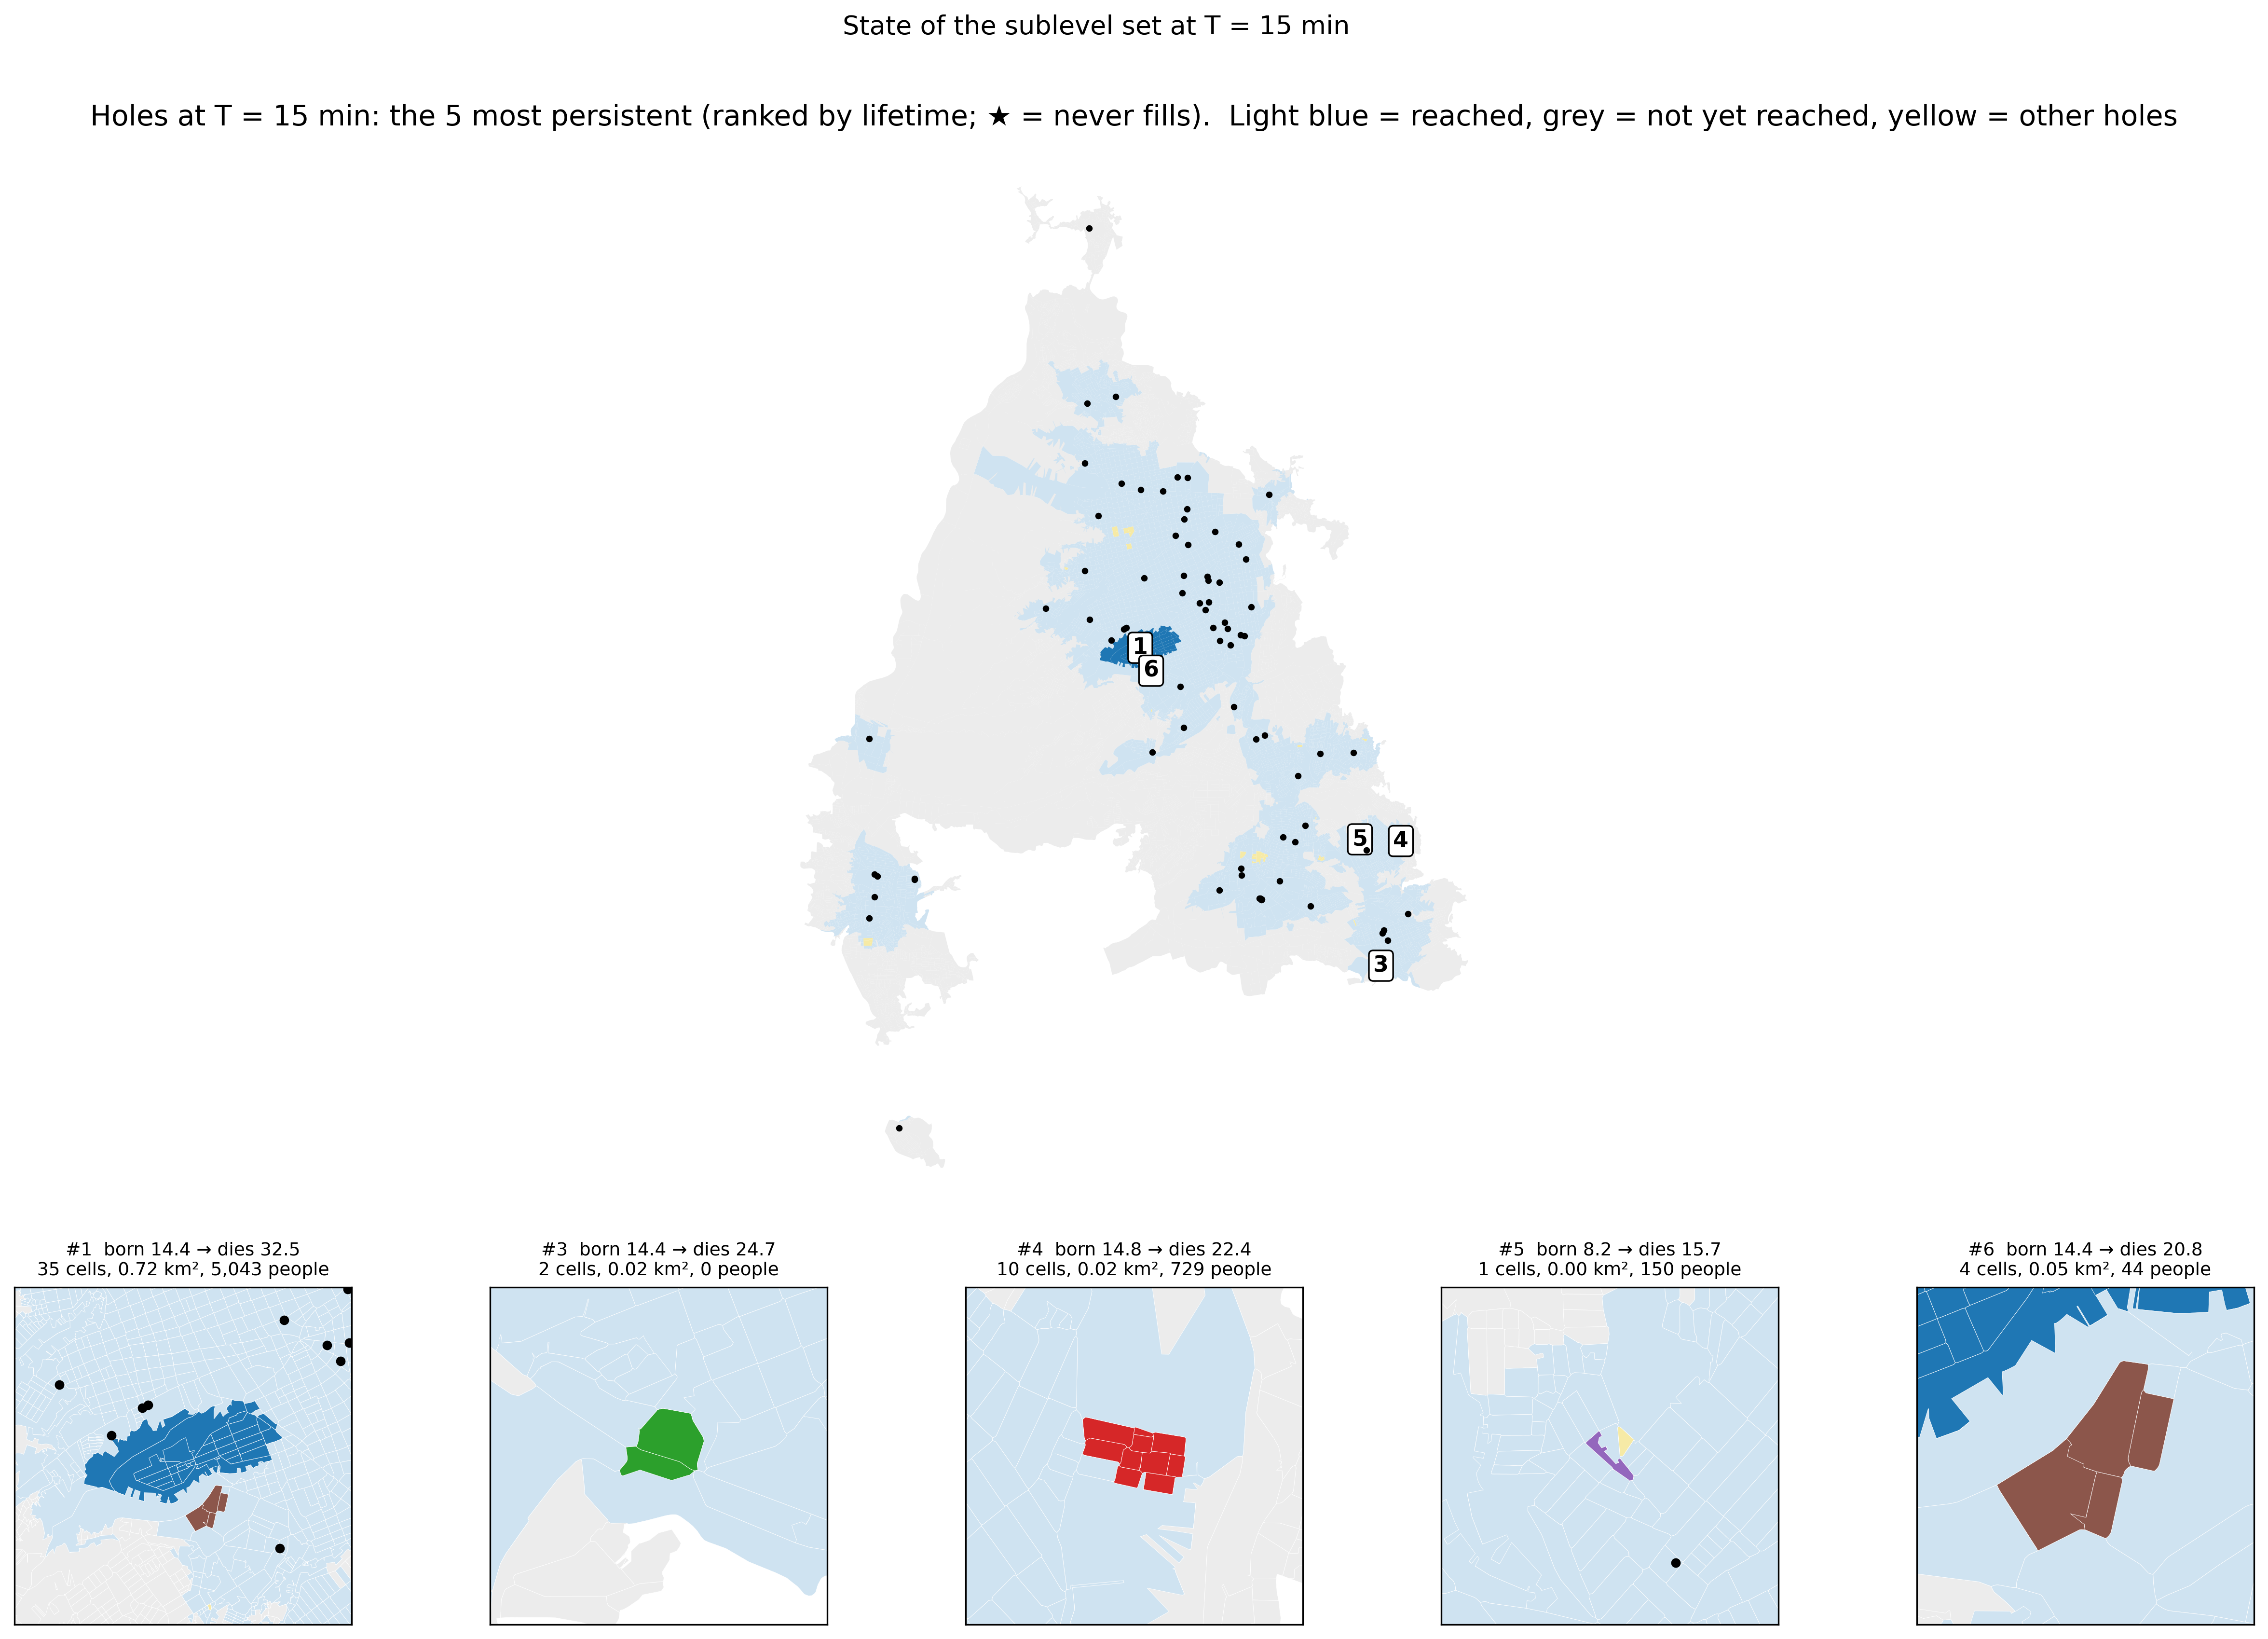 State of the sublevel set at T = 15 min
Holes at T = 15 min: the 5 most persistent (ranked by lifetime; ★ = never fills).  Light blue = reached, grey = not yet reached, yellow = other holes
1
6
5
4
3
#1  born 14.4 → dies 32.5
35 cells, 0.72 km², 5,043 people
#3  born 14.4 → dies 24.7
2 cells, 0.02 km², 0 people
#4  born 14.8 → dies 22.4
10 cells, 0.02 km², 729 people
#5  born 8.2 → dies 15.7
1 cells, 0.00 km², 150 people
#6  born 14.4 → dies 20.8
4 cells, 0.05 km², 44 people